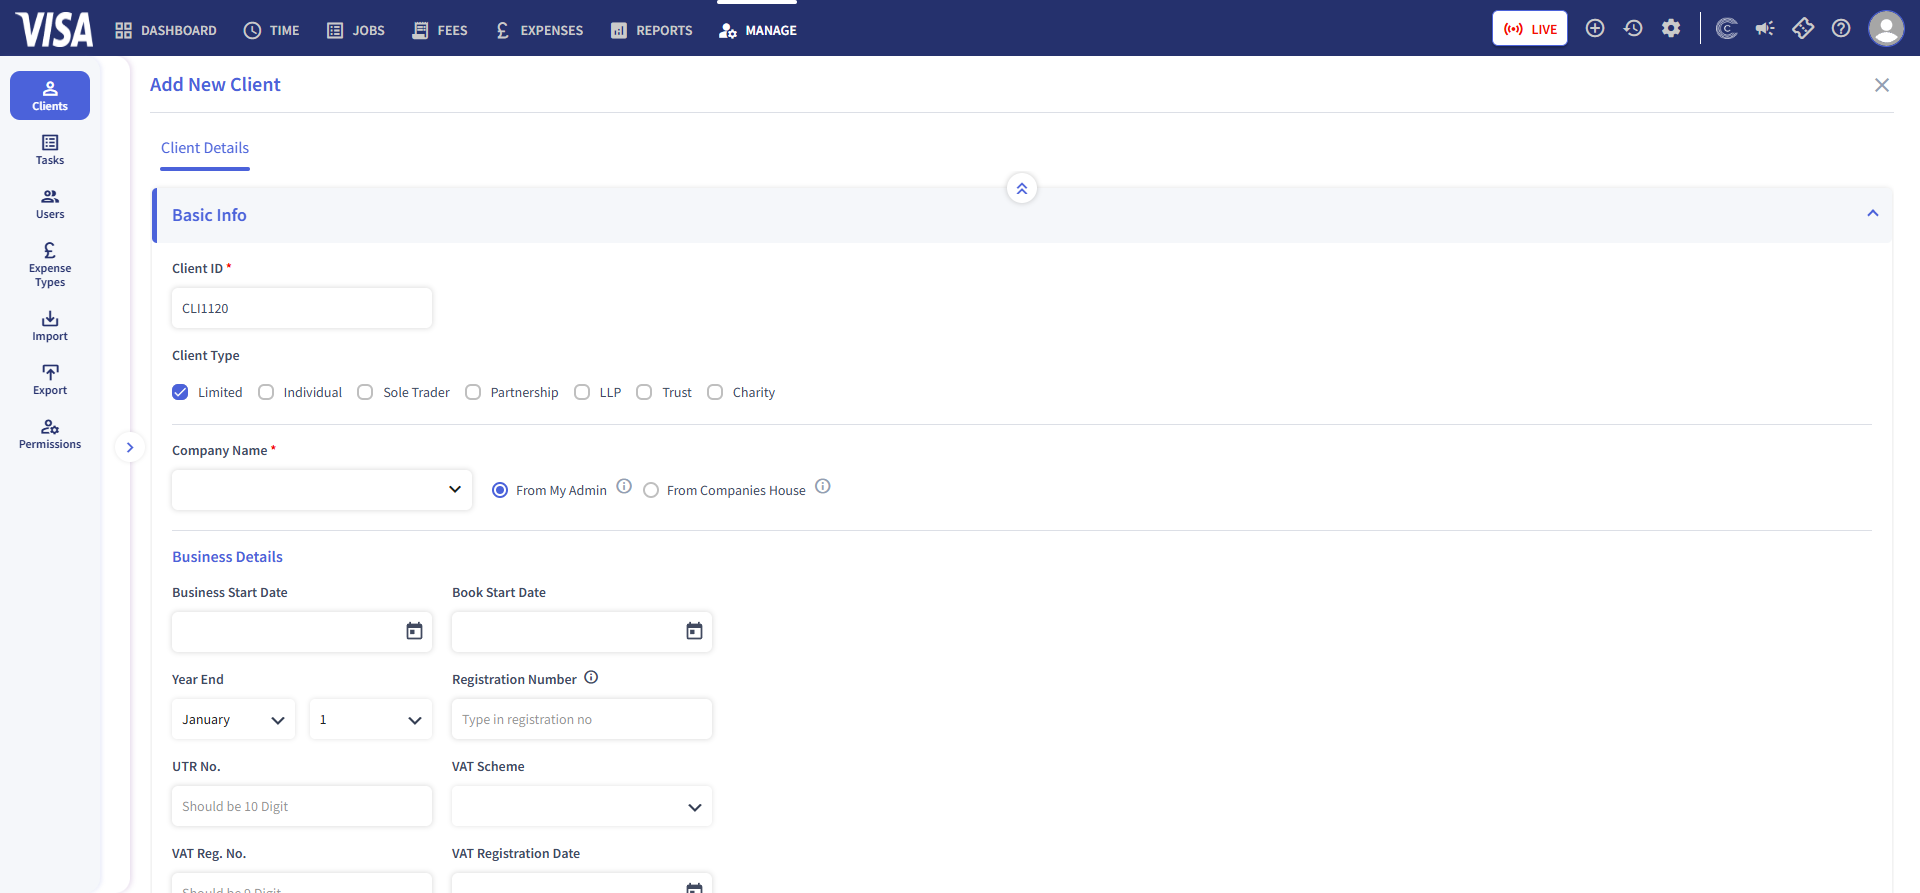 VISA
DASHBOARD TIME JOBS FEES £ EXPENSES REPORTS MANAGE
LIVE
Clients
Tasks
Users
£
Expense
Types
Import
Export
Permissions
Add New Client
Client Details
Basic Info
Client ID *
CLI1120
Client Type
Limited Individual Sole Trader Partnership LLP Trust Charity
Company Name *
From My Admin From Companies House
Business Details
Business Start Date Book Start Date
Year End Registration Number
January 1 Type in registration no
UTR No. VAT Scheme
Should be 10 Digit
VAT Reg. No. VAT Registration Date
Should be 9 Digit